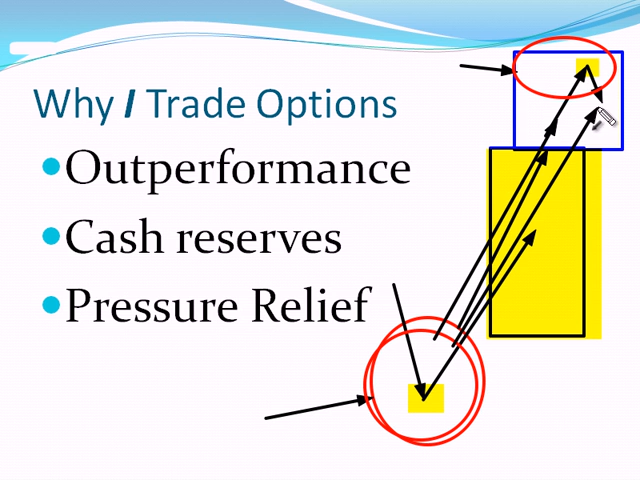 Why I Trade Options
Outperformance
Cash reserves
Pressure Relief